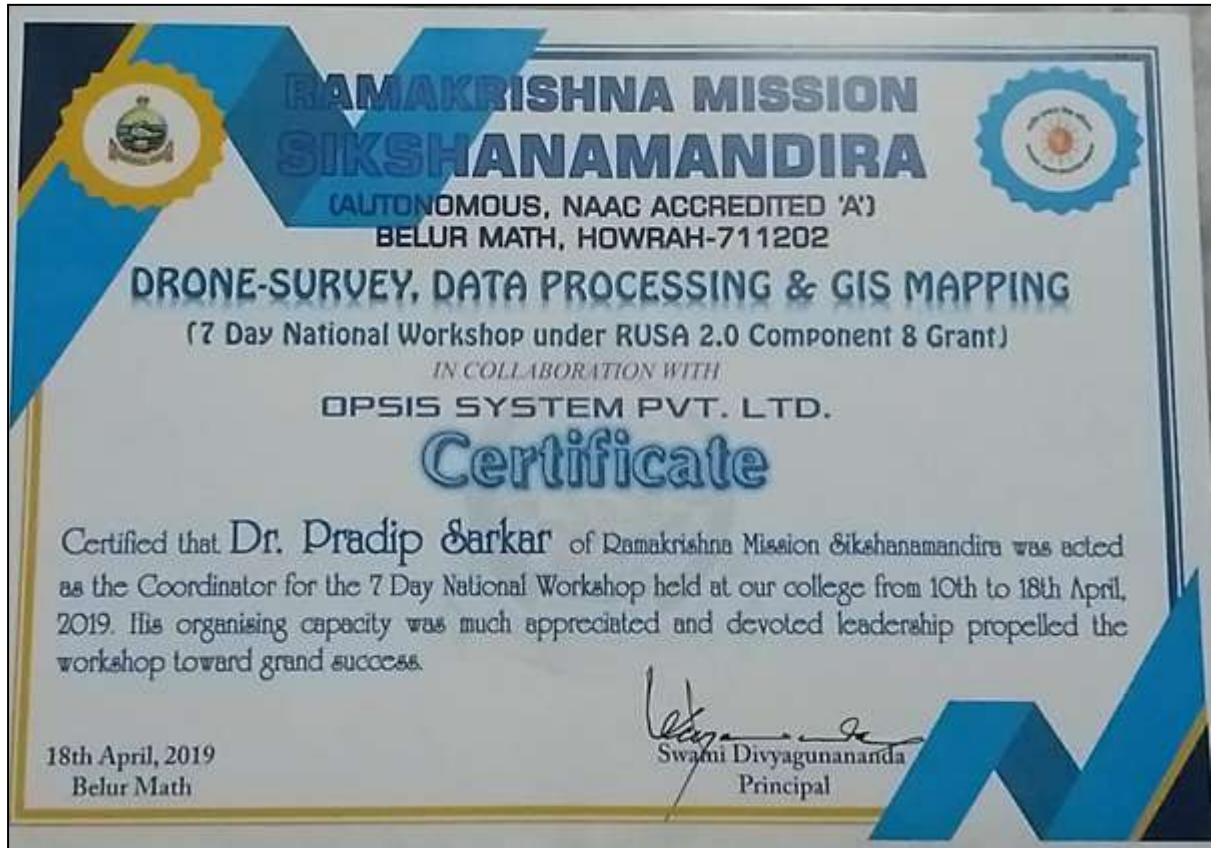 RAMAKRISHNA MISSION
SIKSHANAMANDIRA
(AUTONOMOUS, NAAC ACCREDITED 'A')
BELUR MATH, HOWRAH-711202
DRONE-SURVEY, DATA PROCESSING & GIS MAPPING
(7 Day National Workshop under RUSA 2.0 Component 8 Grant)
IN COLLABORATION WITH
OPSIS SYSTEM PVT. LTD.
Certificate
Certified that Dr. Pradip Sarkar of Ramakrishna Mission Sikshanamandira was acted
as the Coordinator for the 7 Day National Workshop held at our college from 10th to 18th April,
2019. His organising capacity was much appreciated and devoted leadership propelled the
workshop toward grand success.
18th April, 2019
Belur Math
Swami Divyagunananda
Principal